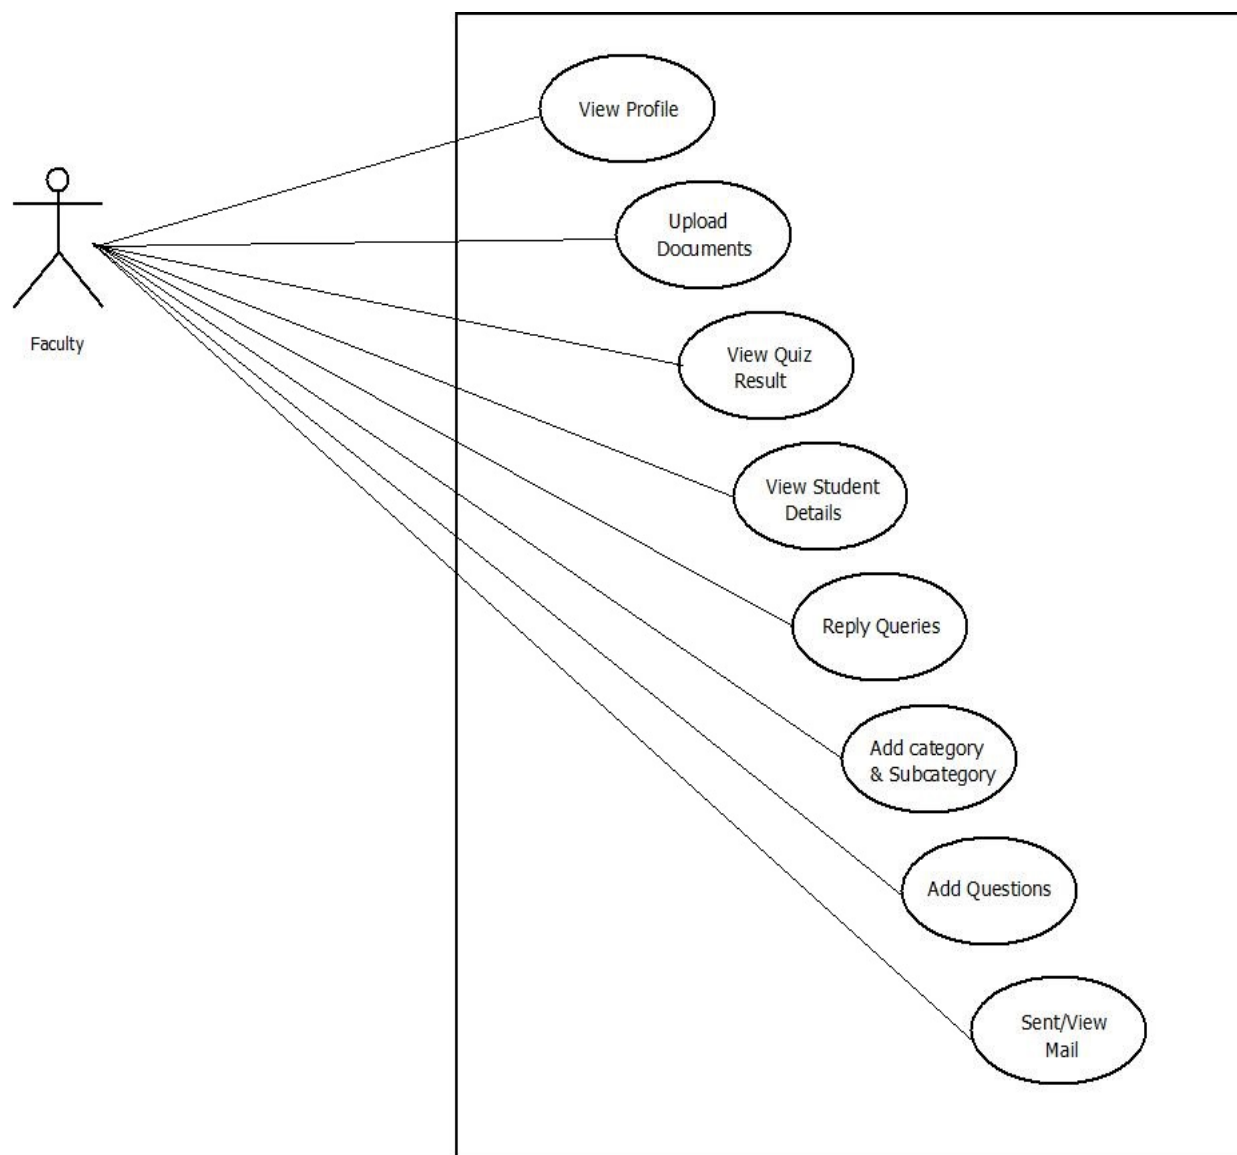 View Profile
Upload
Documents
Faculty
View Quiz
Result
View Student
Details
Reply Queries
Add category
& Subcategory
Add Questions
Sent/View
Mail